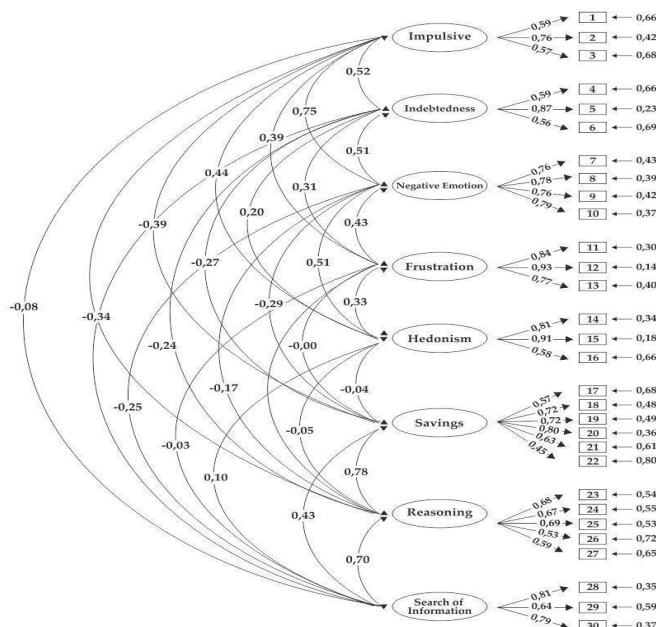 Impulsive
0,59 1 0,66
0,76 2 0,42
0,57 3 0,68
0,52
Indebtedness
0,59 4 0,66
0,87 5 0,23
0,56 6 0,69
0,75
0,39
0,51
Negative Emotion
0,76 7 0,43
0,78 8 0,39
0,76 9 0,42
0,79 10 0,37
0,44
0,31
-0,39
0,20
0,43
Frustration
0,84 11 0,30
0,93 12 0,14
0,77 13 0,40
-0,27
0,51
-0,08
-0,29
0,33
-0,34
Hedonism
0,81 14 0,34
0,91 15 0,18
0,58 16 0,66
-0,24
-0,00
-0,17
-0,04
Savings
0,57 17 0,68
0,72 18 0,48
0,72 19 0,49
0,80 20 0,36
0,63 21 0,61
0,45 22 0,80
-0,25
-0,05
-0,03
0,78
0,10
Reasoning
0,68 23 0,54
0,67 24 0,55
0,69 25 0,53
0,53 26 0,72
0,59 27 0,65
0,43
0,70
Search of
Information
0,81 28 0,35
0,64 29 0,59
0,79 30 0,37